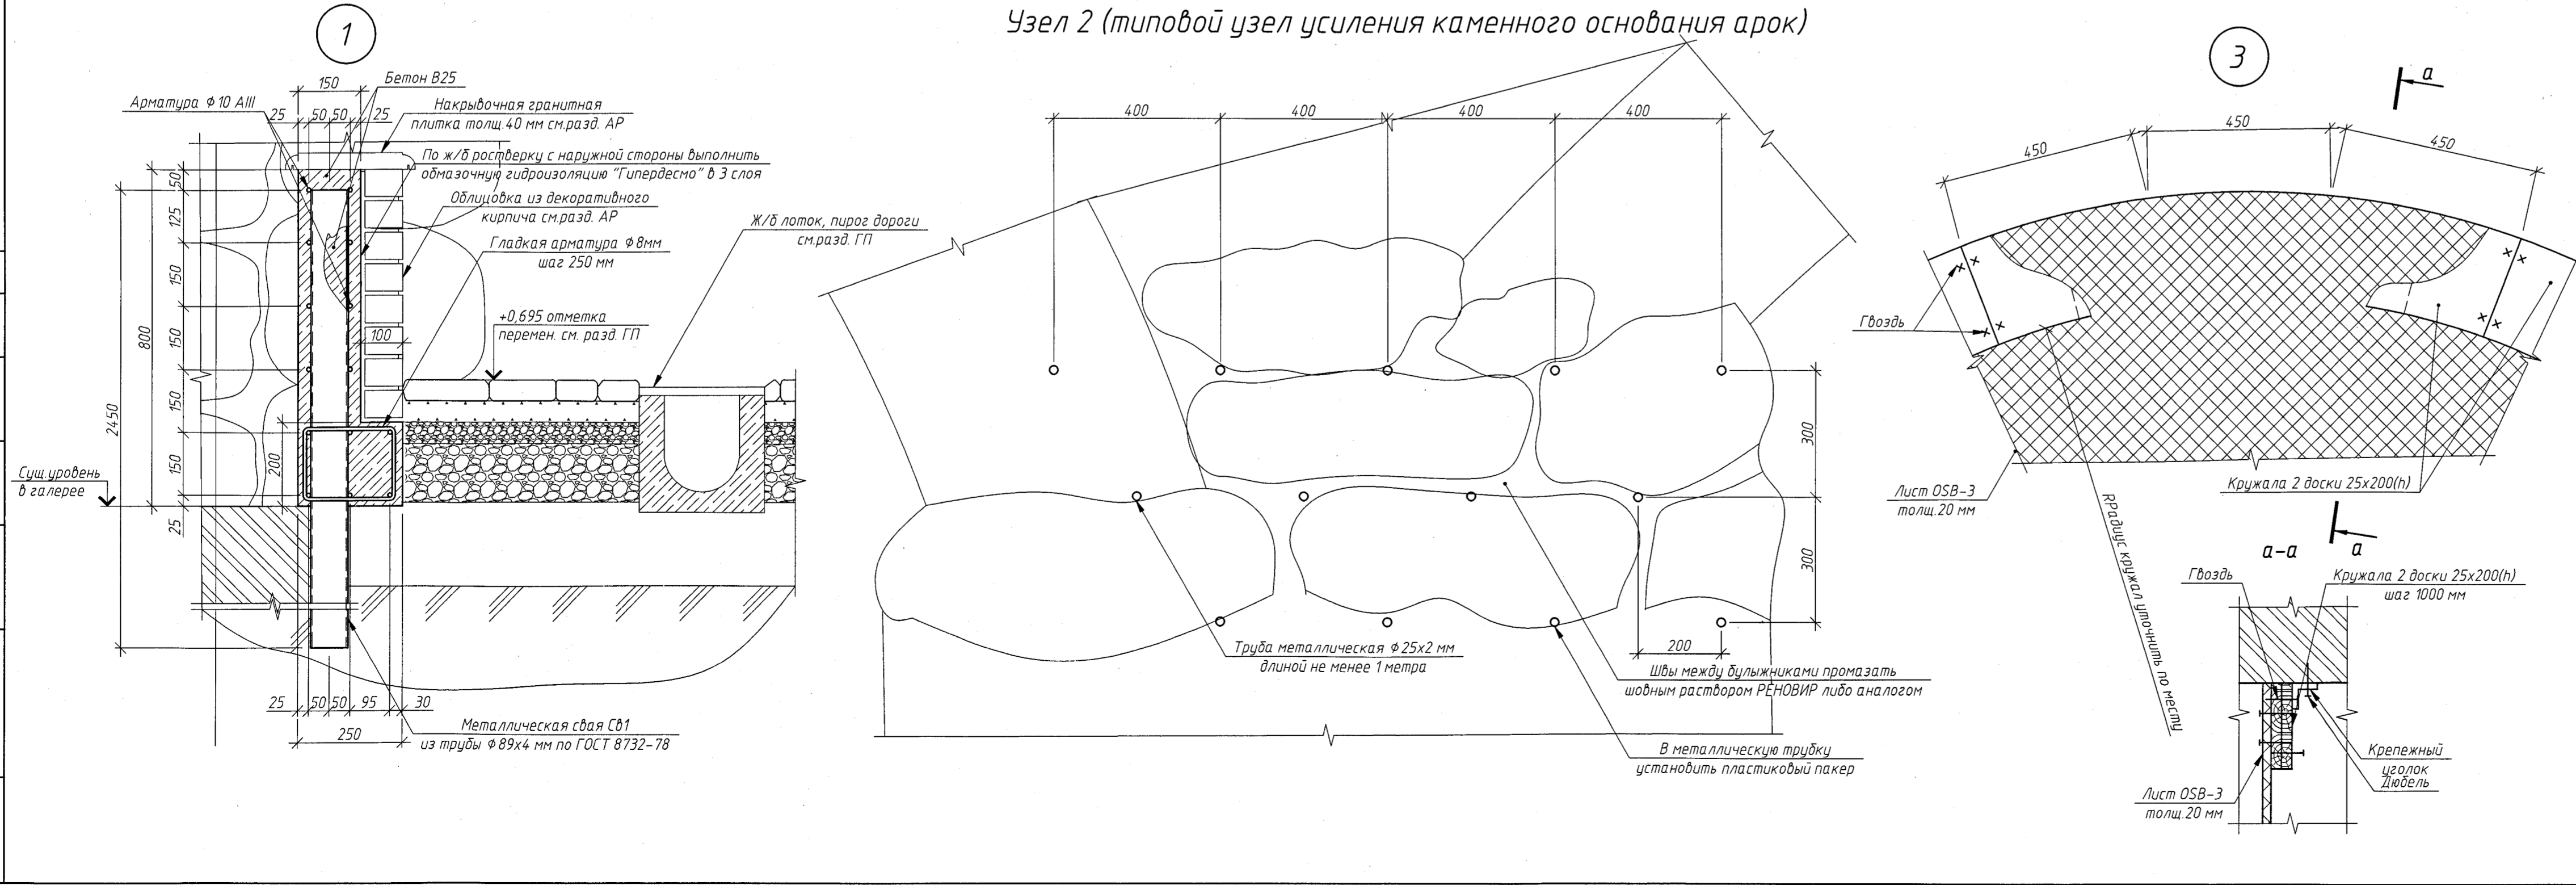 1
150
Бетон В25
Арматура ϕ10 АIII
25
50
50
25
Накрывочная гранитная
плитка толщ.40 мм см.разд. АР
По ж/б ростверку с наружной стороны выполнить
обмазочную гидроизоляцию "Гипердесмо" в 3 слоя
Облицовка из декоративного
кирпича см.разд. АР
Гладкая арматура ϕ8мм
шаг 250 мм
Ж/б лоток, пирог дороги
см.разд. ГП
+0,695 отметка
перемен. см. разд. ГП
100
50
125
150
150
150
150
25
800
2450
200
Сущ.уровень
в галерее
25
50
50
95
30
250
Металлическая свая Св1
из трубы ϕ89х4 мм по ГОСТ 8732-78
Узел 2 (типовой узел усиления каменного основания арок)
400
400
400
400
300
300
200
Труба металлическая ϕ25х2 мм
длиной не менее 1 метра
Швы между булыжниками промазать
шовным раствором РЕНОВИР либо аналогом
В металлическую трубку
установить пластиковый пакер
3
а
450
450
450
Гвоздь
Лист OSB-3
толщ.20 мм
RРадиус кружал уточнить по месту
Кружала 2 доски 25х200(h)
а
а-а
Гвоздь
Кружала 2 доски 25х200(h)
шаг 1000 мм
Крепежный
уголок
Дюбель
Лист OSB-3
толщ.20 мм